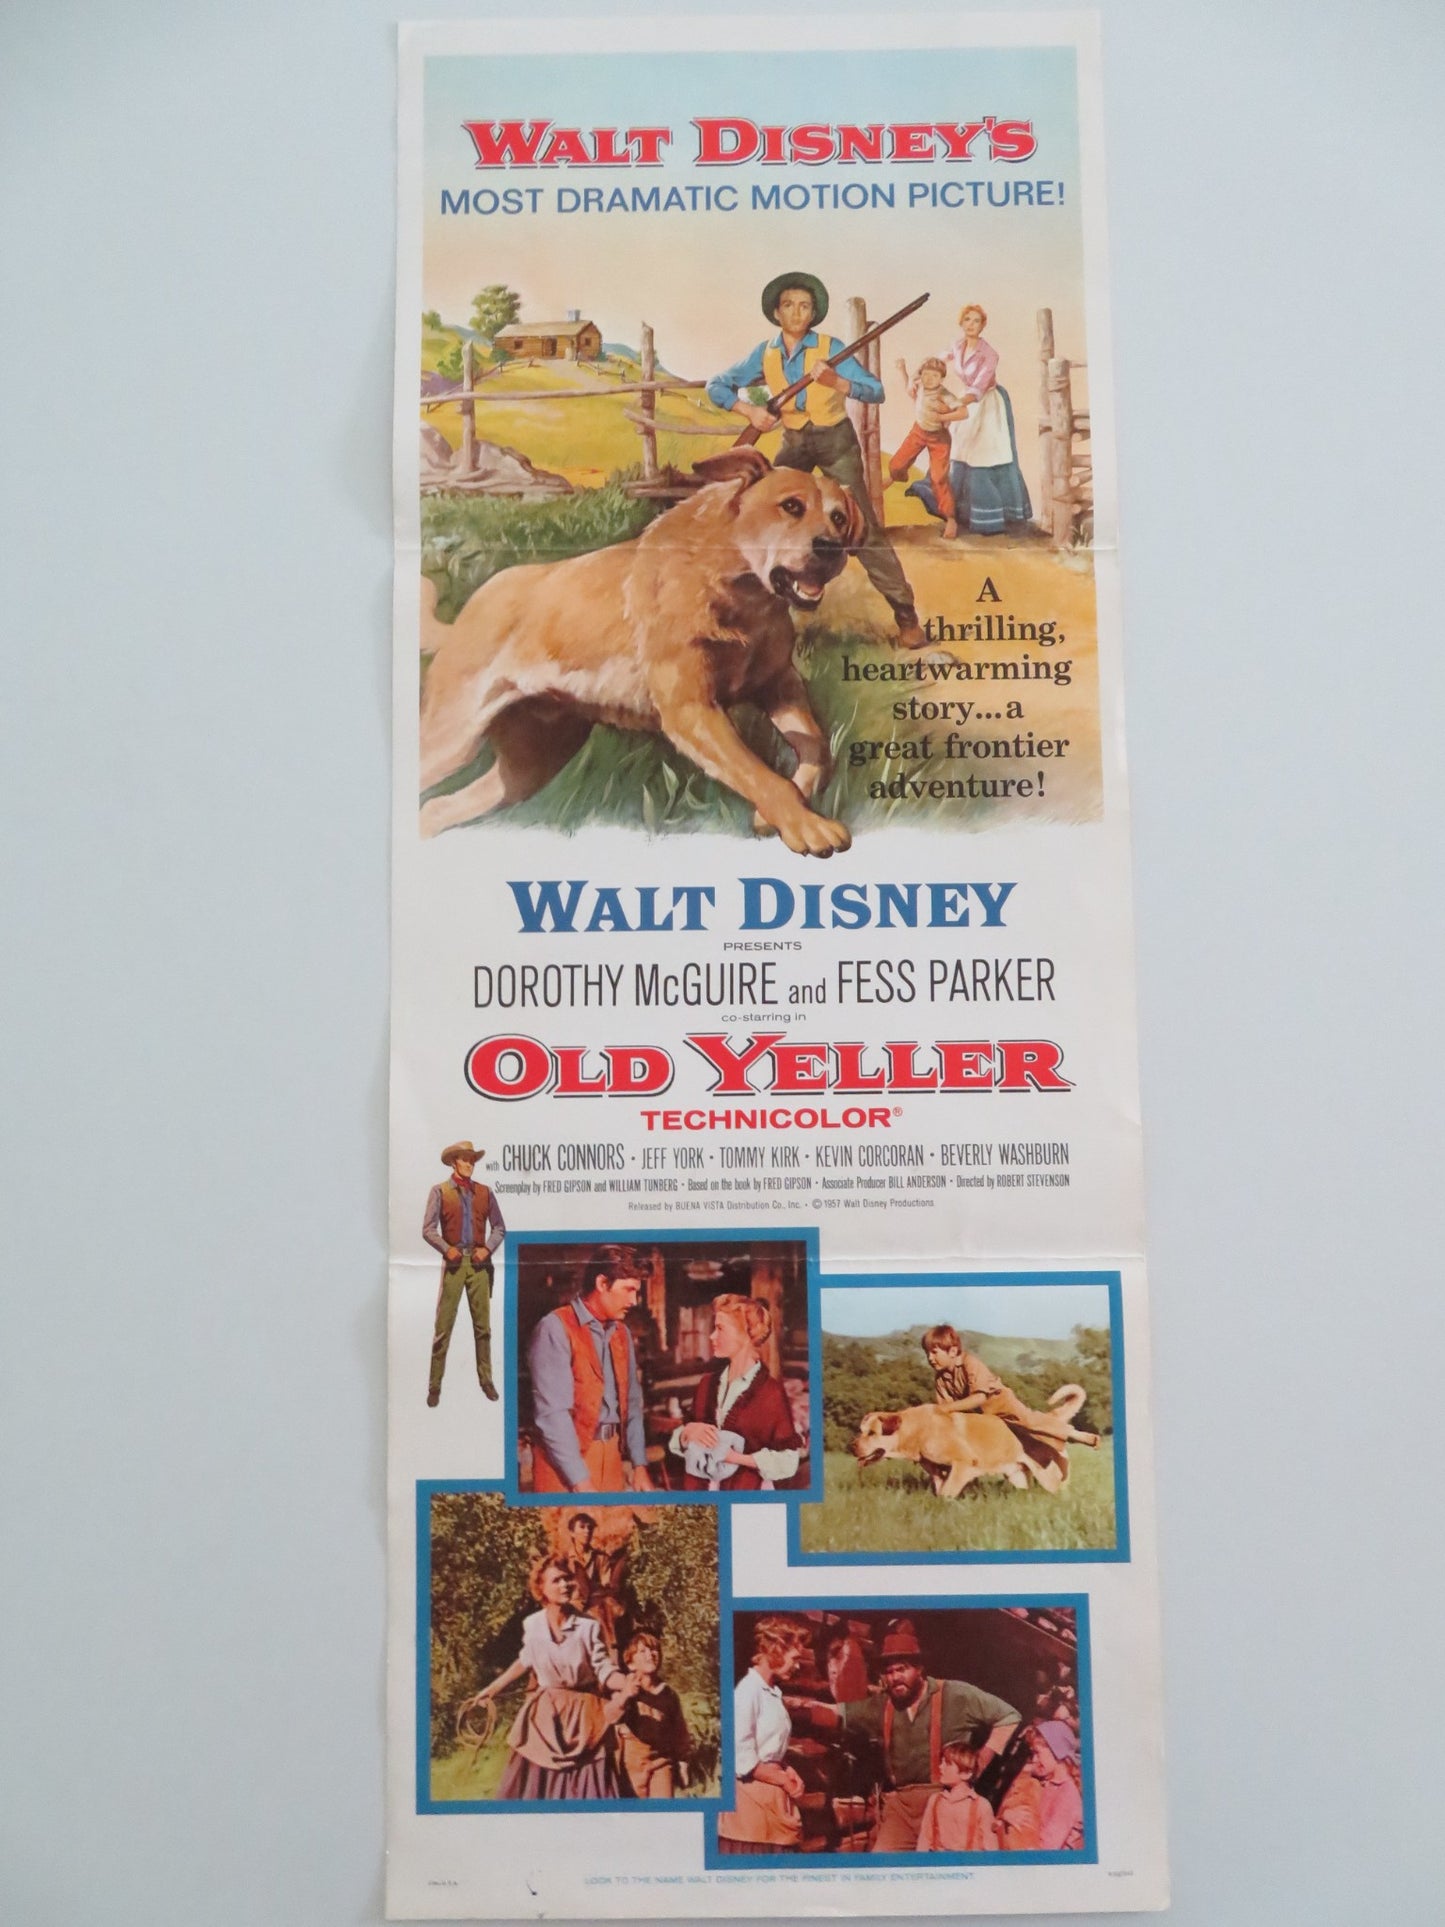 WALT DISNEY'S
MOST DRAMATIC MOTION PICTURE!
A
thrilling,
heartwarming
story...a
great frontier
adventure!
WALT DISNEY
PRESENTS
DOROTHY McGUIRE and FESS PARKER
co-starring in
OLD YELLER
TECHNICOLOR®
with CHUCK CONNORS • JEFF YORK • TOMMY KIRK • KEVIN CORCORAN • BEVERLY WASHBURN
Screenplay by FRED GIPSON and WILLIAM TUNBERG • Based on the book by FRED GIPSON • Associate Producer BILL ANDERSON • Directed by ROBERT STEVENSON
Released by BUENA VISTA Distribution Co., Inc. • © 1957 Walt Disney Productions
LOOK TO THE NAME WALT DISNEY FOR THE FINEST IN FAMILY ENTERTAINMENT